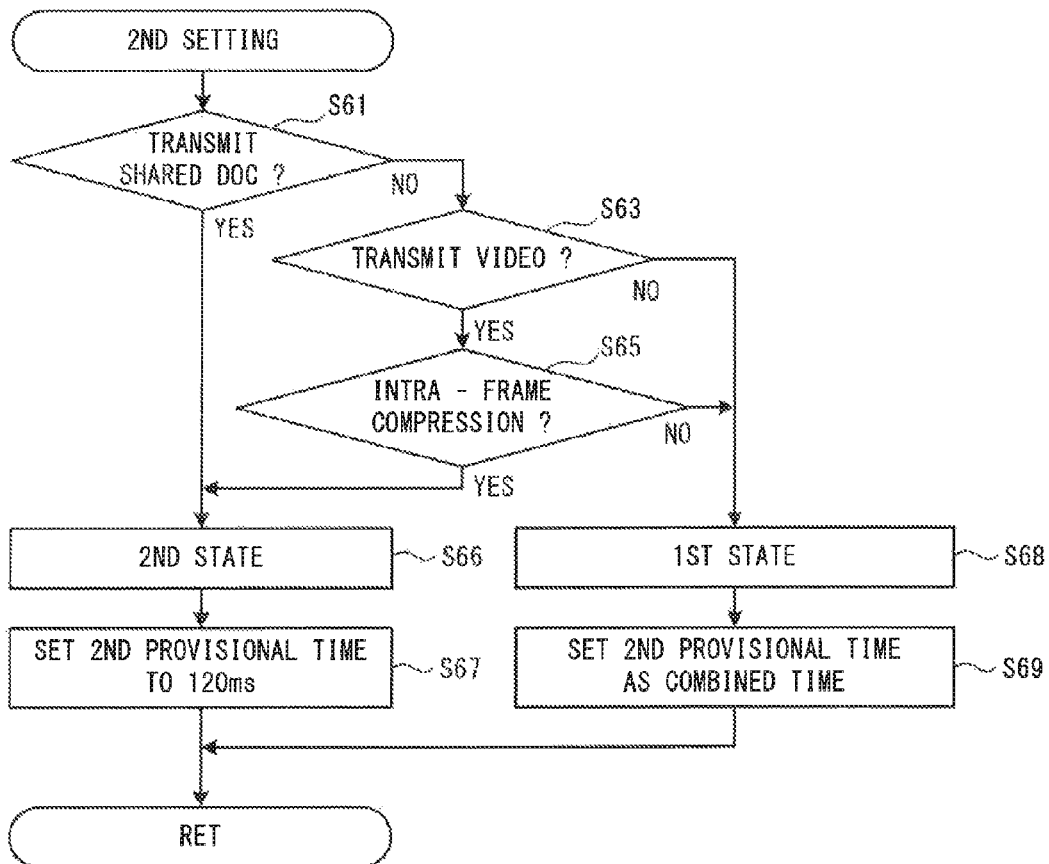 2ND SETTING
S61
TRANSMIT
SHARED DOC ?
NO
YES
S63
TRANSMIT VIDEO ?
NO
YES
S65
INTRA - FRAME
COMPRESSION ?
NO
YES
2ND STATE
S66
1ST STATE
S68
SET 2ND PROVISIONAL TIME
TO 120ms
S67
SET 2ND PROVISIONAL TIME
AS COMBINED TIME
S69
RET